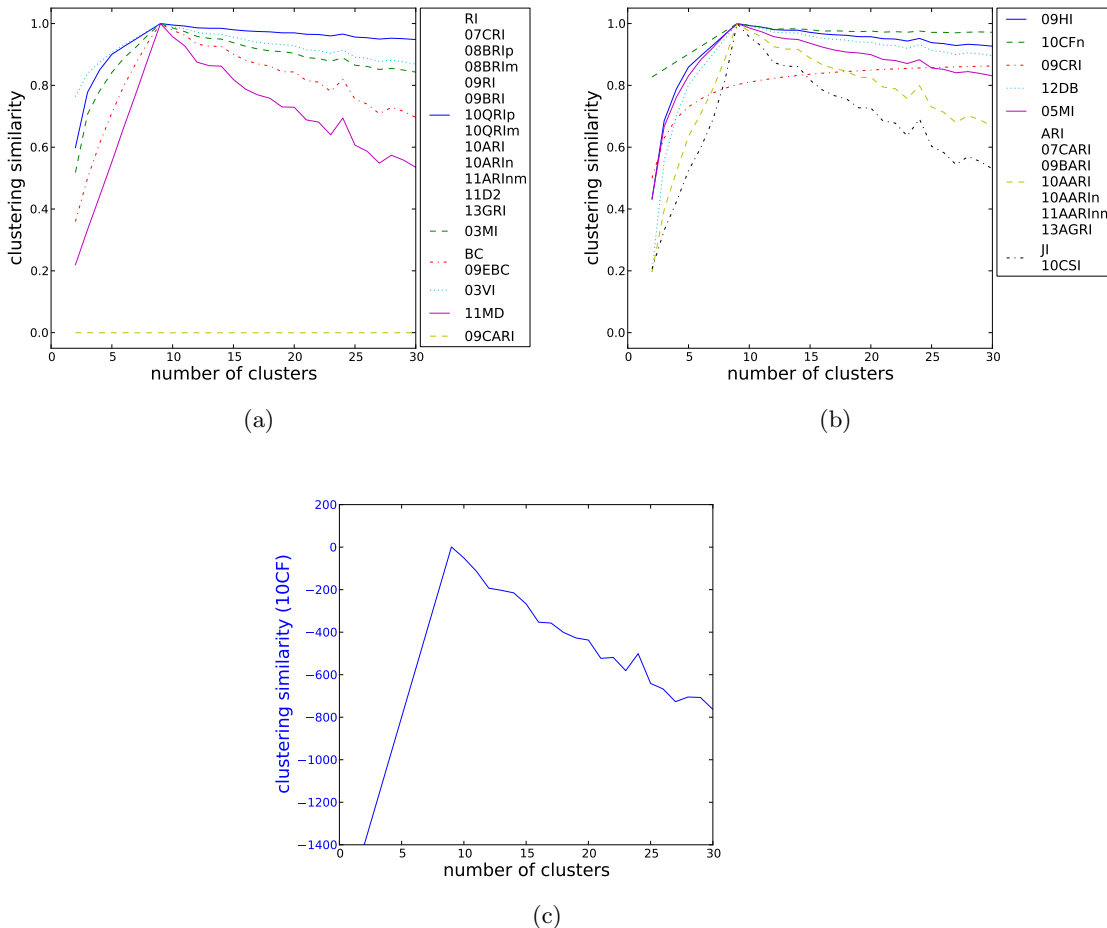 1.0
0.8
0.6
0.4
0.2
0.0
clustering similarity
0 5 10 15 20 25 30
number of clusters
RI
07CRI
08BRIp
08BRIm
09RI
09BRI
10QRIp
10QRIm
10ARI
10ARIn
11ARInm
11D2
13GRI
03MI
BC
09EBC
03VI
11MD
09CARI
(a)
1.0
0.8
0.6
0.4
0.2
0.0
clustering similarity
0 5 10 15 20 25 30
number of clusters
09HI
10CFn
09CRI
12DB
05MI
ARI
07CARI
09BARI
10AARI
10AARIn
11AARInm
13AGRI
JI
10CSI
(b)
200
0
−200
−400
−600
−800
−1000
−1200
−1400
clustering similarity (10CF)
0 5 10 15 20 25 30
number of clusters
(c)